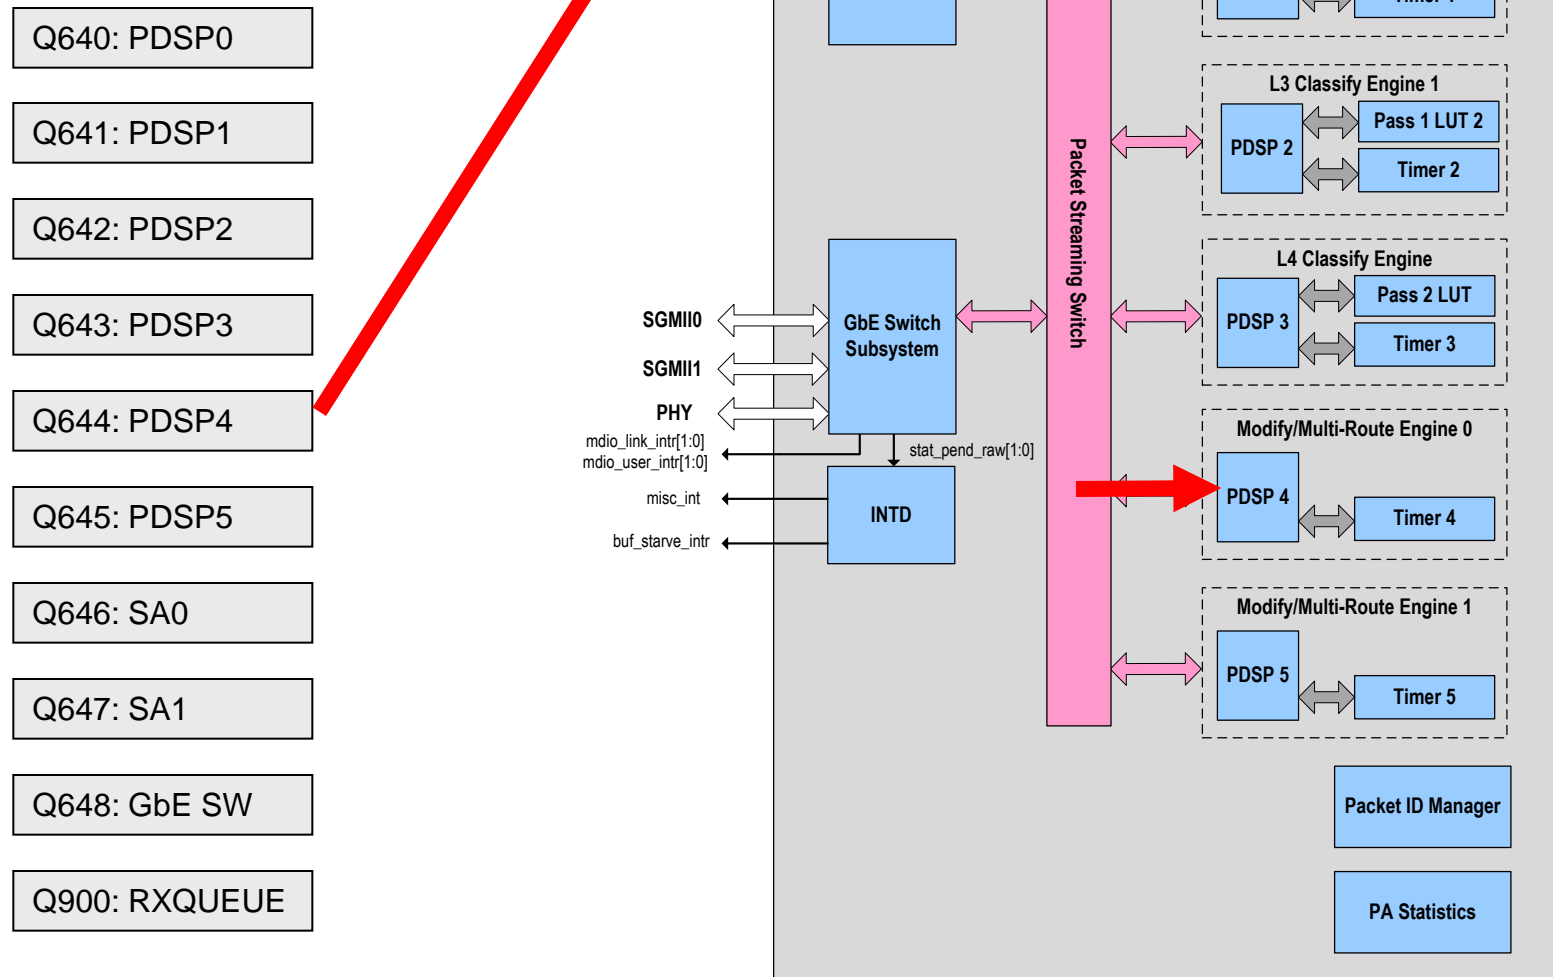 Q640: PDSP0
Q641: PDSP1
Q642: PDSP2
Q643: PDSP3
Q644: PDSP4
Q645: PDSP5
Q646: SA0
Q647: SA1
Q648: GbE SW
Q900: RXQUEUE
SGMII0
SGMII1
PHY
mdio_link_intr[1:0]
mdio_user_intr[1:0]
misc_int
buf_starve_intr
GbE Switch
Subsystem
stat_pend_raw[1:0]
INTD
Packet Streaming Switch
L3 Classify Engine 1
PDSP 2
Pass 1 LUT 2
Timer 2
L4 Classify Engine
PDSP 3
Pass 2 LUT
Timer 3
Modify/Multi-Route Engine 0
PDSP 4
Timer 4
Modify/Multi-Route Engine 1
PDSP 5
Timer 5
Packet ID Manager
PA Statistics